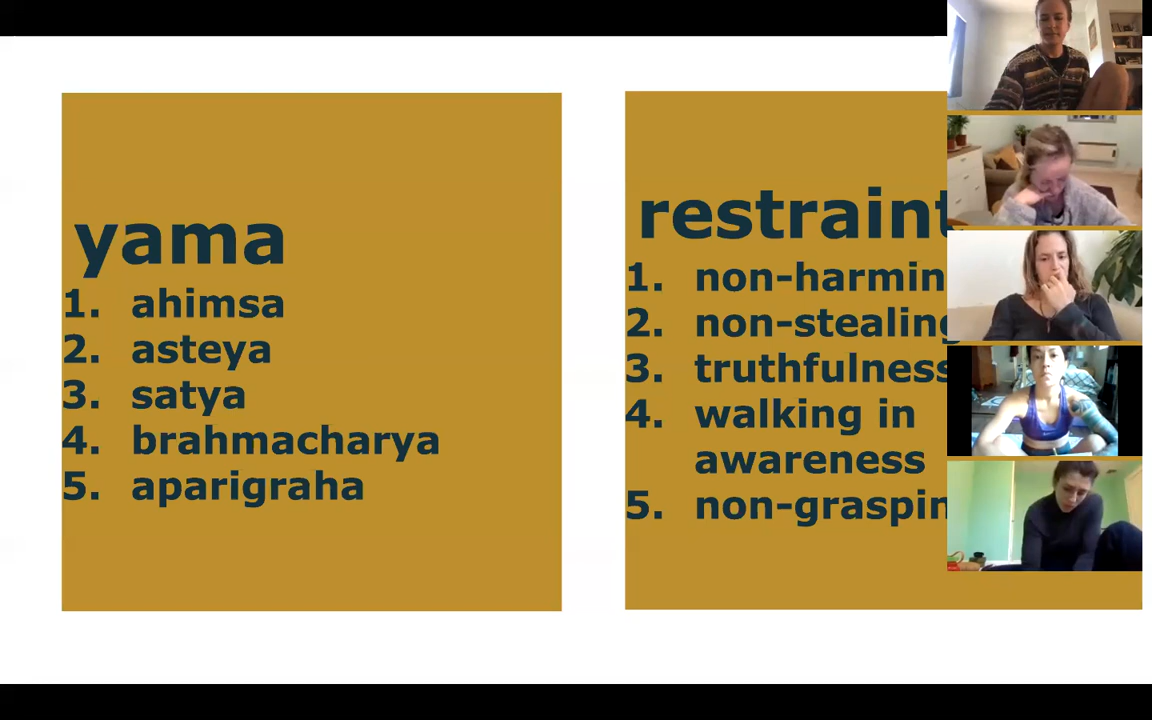 yama
1. ahimsa
2. asteya
3. satya
4. brahmacharya
5. aparigraha
restraint
1. non-harmin
2. non-stealing
3. truthfulness
4. walking in
awareness
5. non-graspin